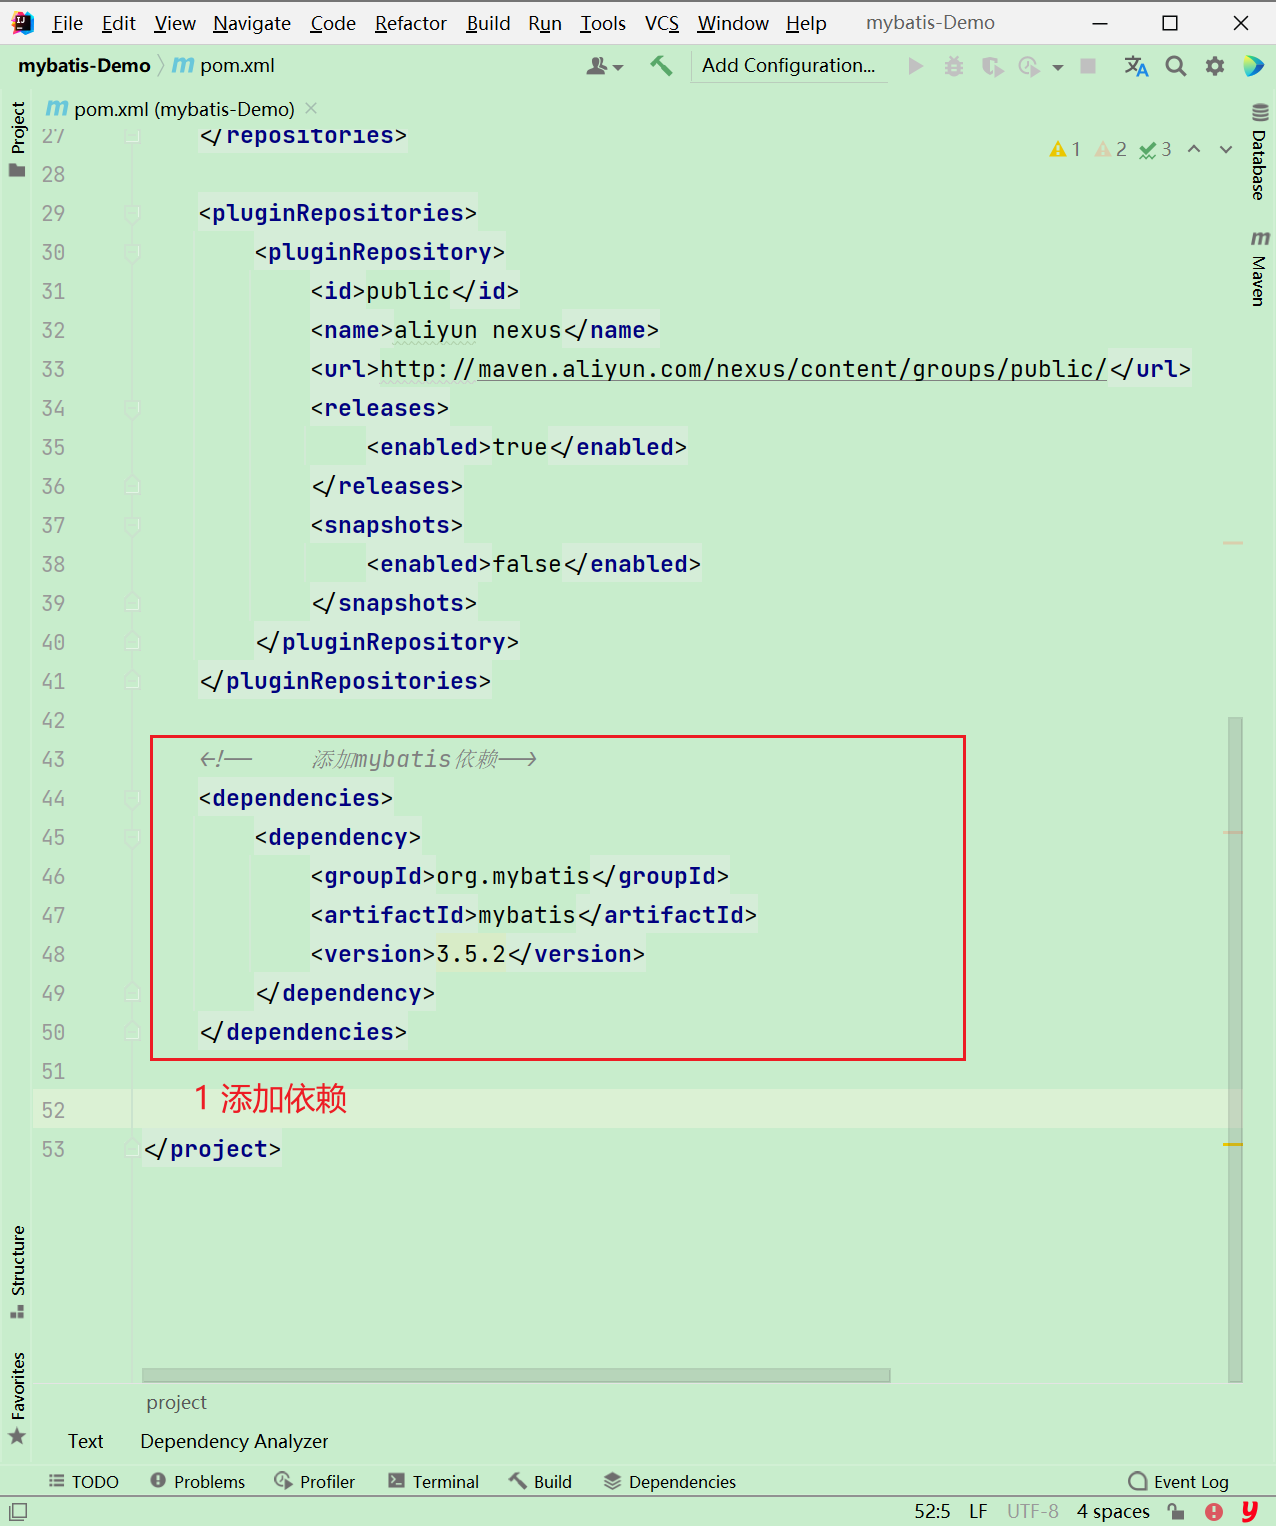 File Edit View Navigate Code Refactor Build Run Tools VCS Window Help mybatis-Demo
mybatis-Demo pom.xml Add Configuration...
pom.xml (mybatis-Demo)
Project
Database
Maven
1 2 3
27 </repositories>
28
29 <pluginRepositories>
30 <pluginRepository>
31 <id>public</id>
32 <name>aliyun nexus</name>
33 <url>http://maven.aliyun.com/nexus/content/groups/public/</url>
34 <releases>
35 <enabled>true</enabled>
36 </releases>
37 <snapshots>
38 <enabled>false</enabled>
39 </snapshots>
40 </pluginRepository>
41 </pluginRepositories>
42
43 <!-- 添加mybatis依赖-->
44 <dependencies>
45 <dependency>
46 <groupId>org.mybatis</groupId>
47 <artifactId>mybatis</artifactId>
48 <version>3.5.2</version>
49 </dependency>
50 </dependencies>
51
1 添加依赖
52
53 </project>
Structure
Favorites
project
Text Dependency Analyzer
TODO Problems Profiler Terminal Build Dependencies Event Log
52:5 LF UTF-8 4 spaces